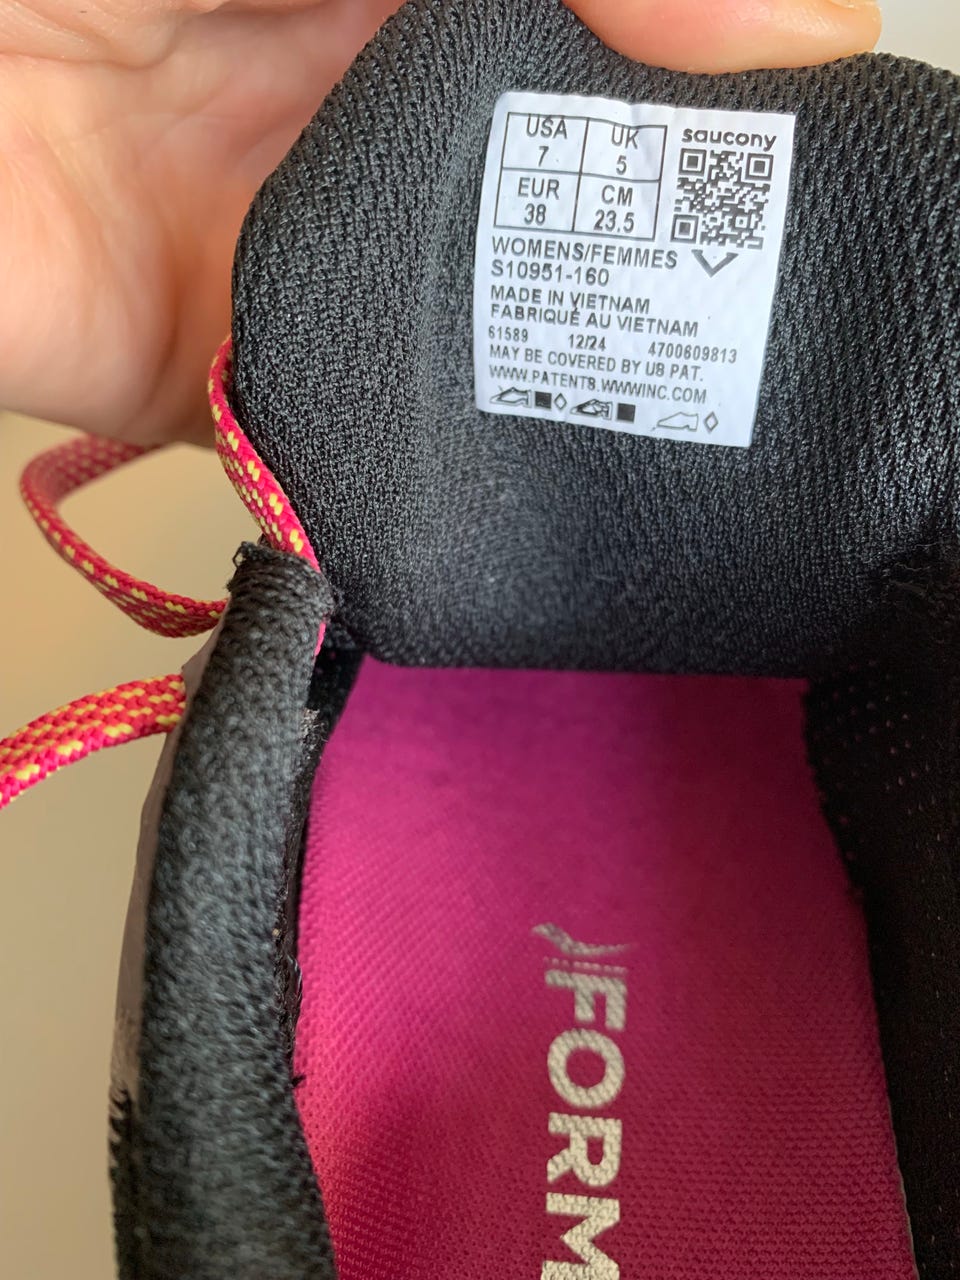 USA
7
UK
5
EUR
38
CM
23.5
saucony
WOMENS/FEMMES
S10951-160
MADE IN VIETNAM
FABRIQUÉ AU VIETNAM
61589 12/24 4700609813
MAY BE COVERED BY US PAT.
WWW.PATENTS.WWWINC.COM
FORM